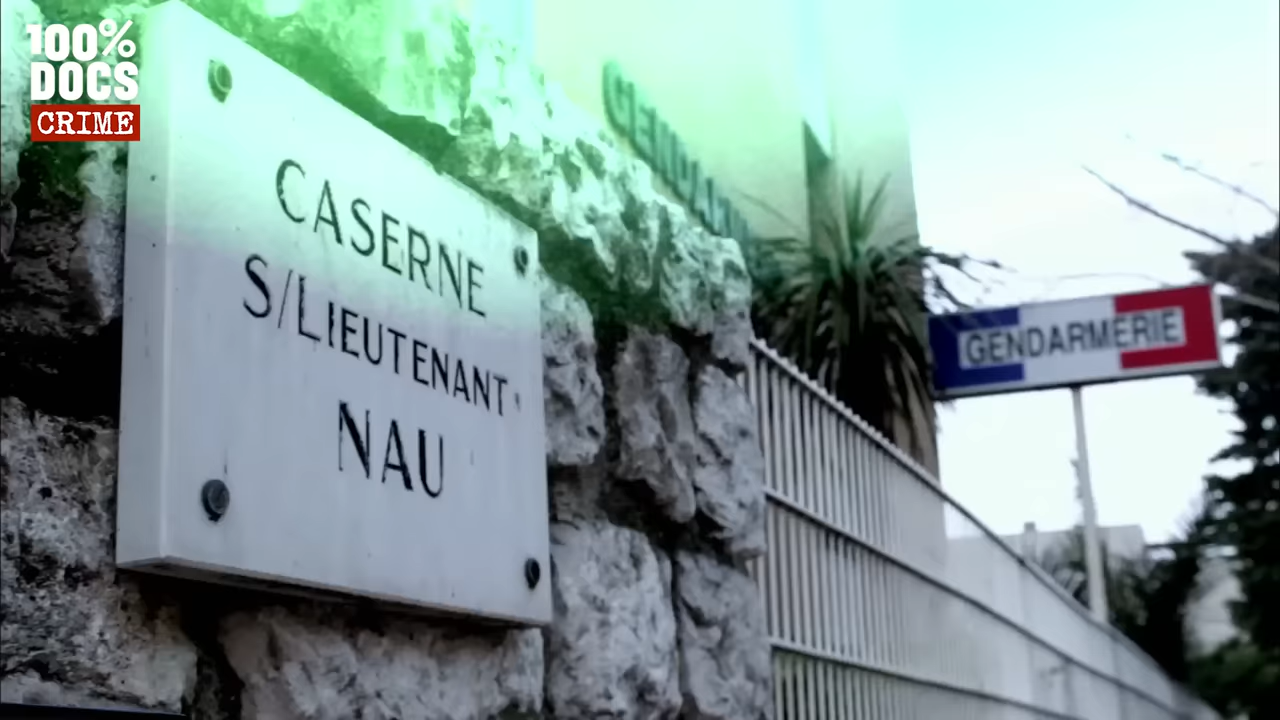 100%
DOCS
CRIME
CASERNE
S/LIEUTENANT
NAU
GENDARMERIE